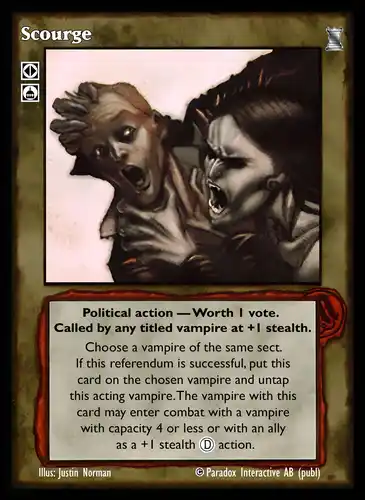 Scourge
Political action — Worth 1 vote.
Called by any titled vampire at +1 stealth.
Choose a vampire of the same sect.
If this referendum is successful, put this
card on the chosen vampire and untap
this acting vampire. The vampire with this
card may enter combat with a vampire
with capacity 4 or less or with an ally
as a +1 stealth Ⓓ action.
Illus: Justin Norman © Paradox Interactive AB (publ)